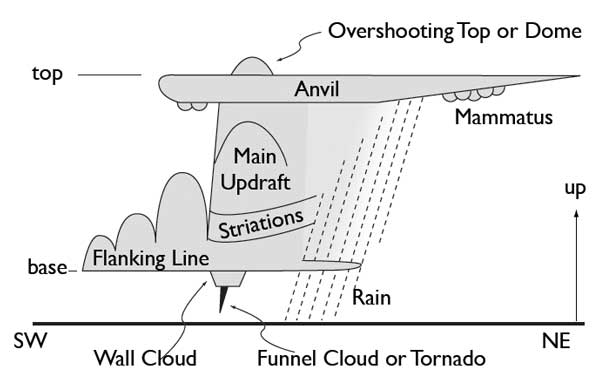 Overshooting Top or Dome
top
Anvil
Mammatus
Main
Updraft
up
Striations
Flanking Line
base
Rain
SW
NE
Wall Cloud
Funnel Cloud or Tornado